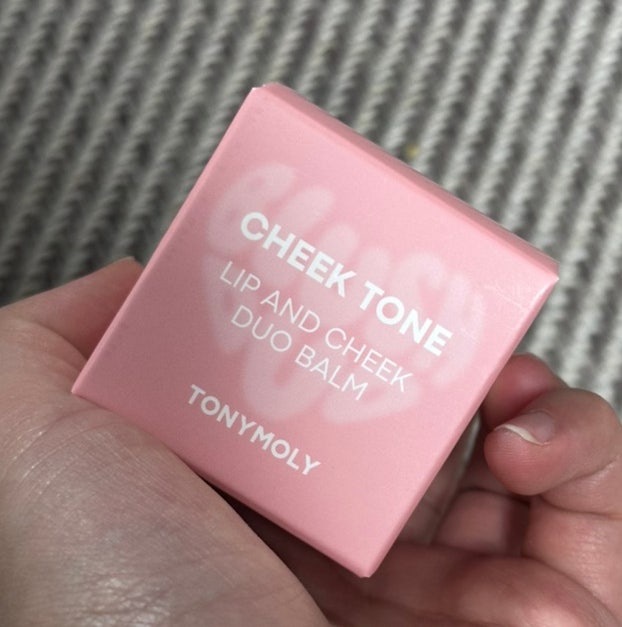 CHEEK TONE
LIP AND CHEEK
DUO BALM
TONYMOLY